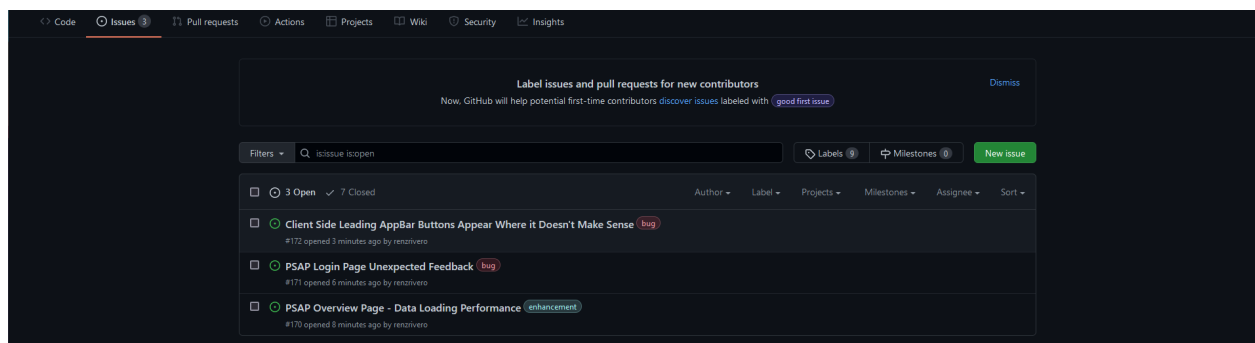 Code Issues 3 Pull requests Actions Projects Wiki Security Insights
Label issues and pull requests for new contributors
Dismiss
Now, GitHub will help potential first-time contributors discover issues labeled with good first issue
Filters is:issue is:open Labels 9 Milestones 0 New issue
3 Open 7 Closed Author Label Projects Milestones Assignee Sort
Client Side Leading AppBar Buttons Appear Where it Doesn't Make Sense bug
#172 opened 3 minutes ago by renzrivero
PSAP Login Page Unexpected Feedback bug
#171 opened 6 minutes ago by renzrivero
PSAP Overview Page - Data Loading Performance enhancement
#170 opened 8 minutes ago by renzrivero